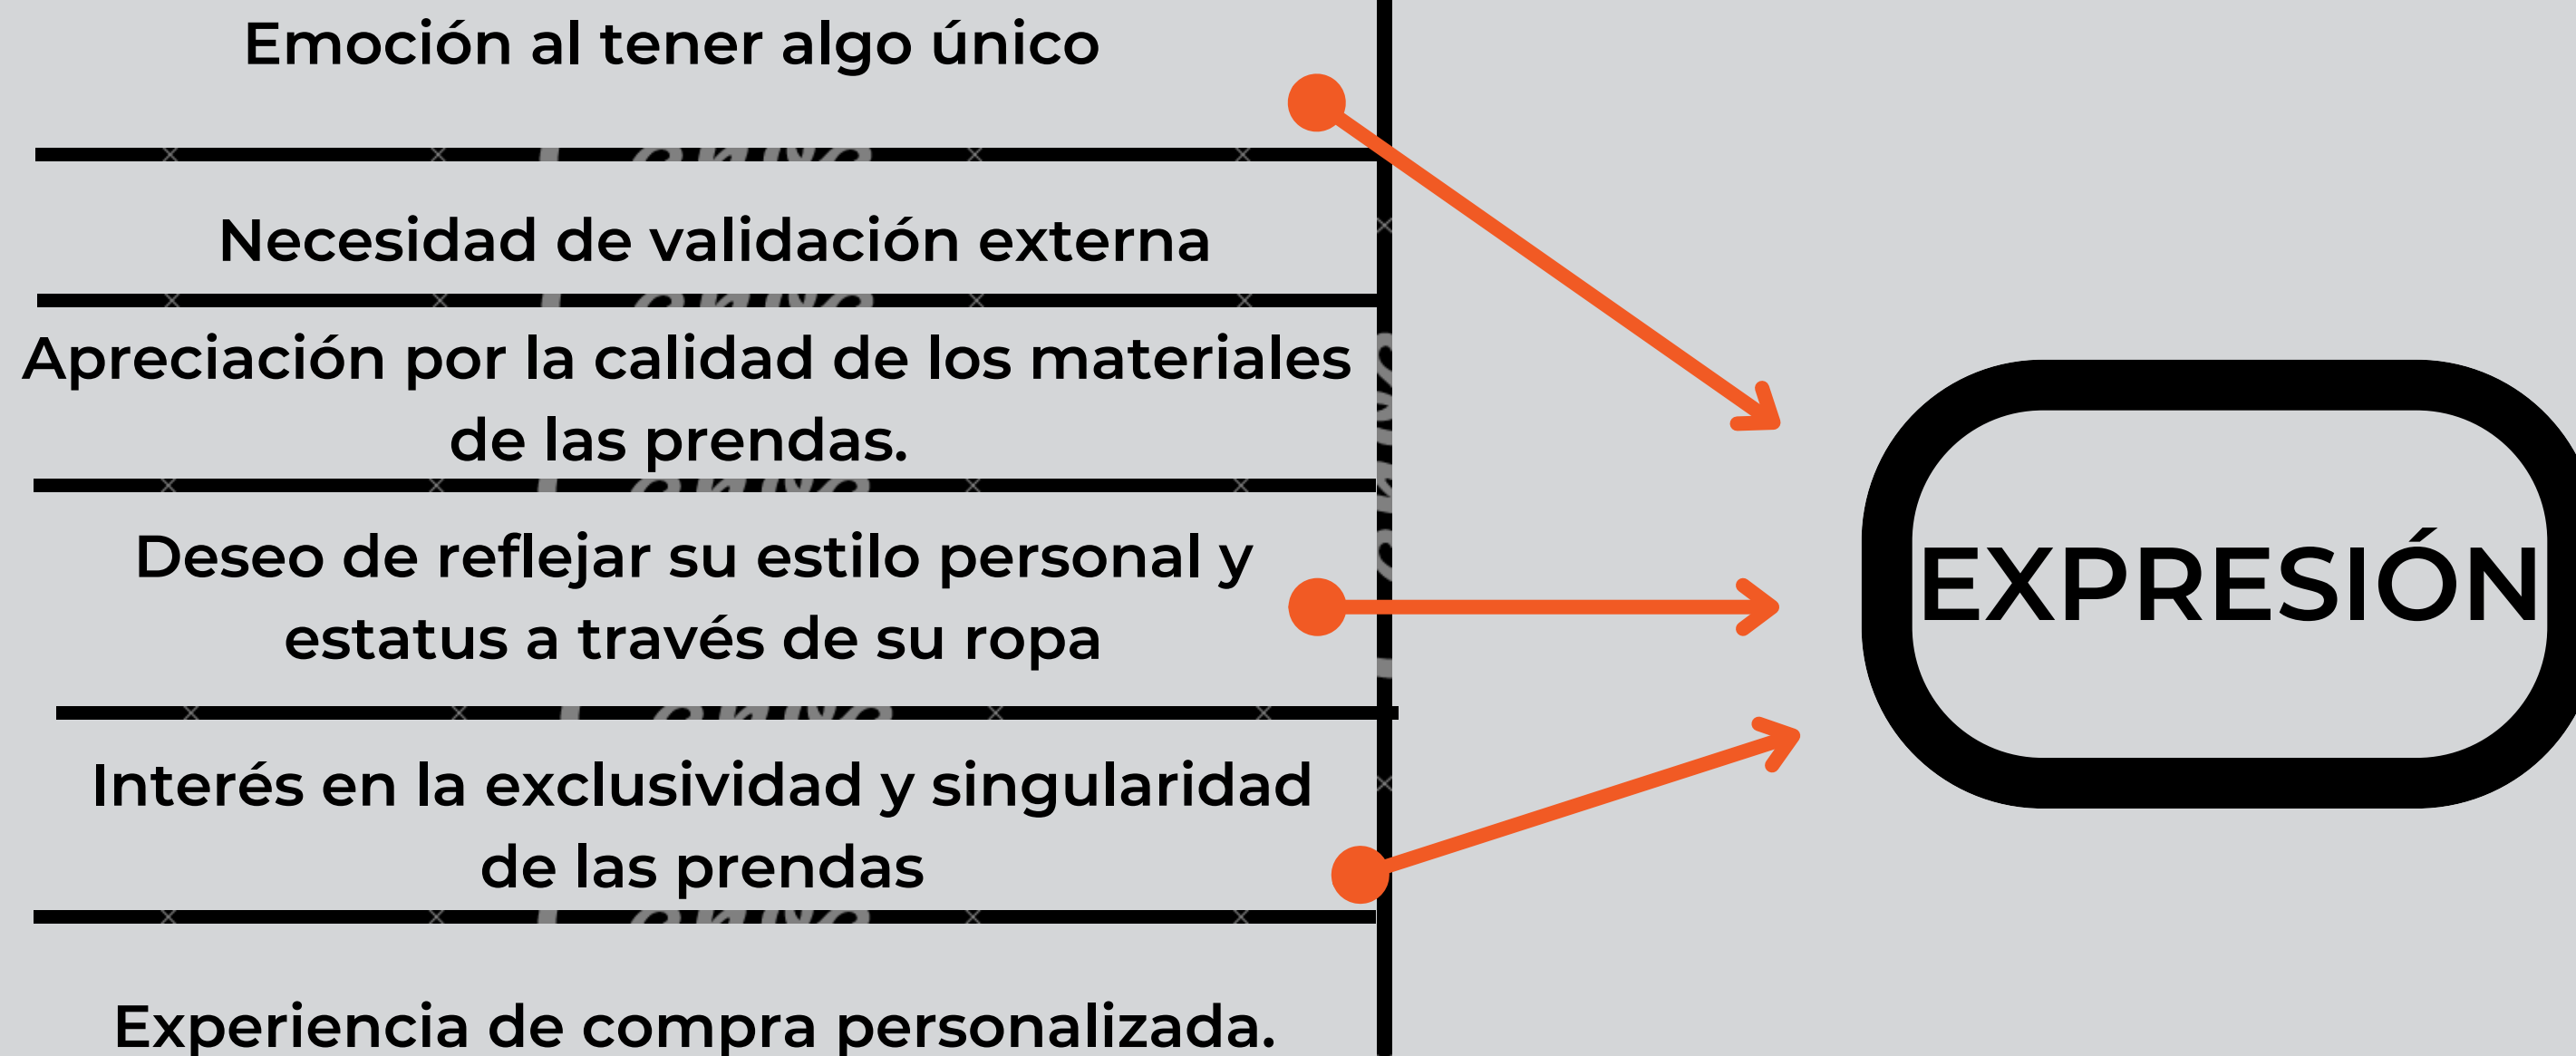 Emoción al tener algo único
Necesidad de validación externa
Apreciación por la calidad de los materiales
de las prendas.
Deseo de reflejar su estilo personal y
estatus a través de su ropa
EXPRESIÓN
Interés en la exclusividad y singularidad
de las prendas
Experiencia de compra personalizada.